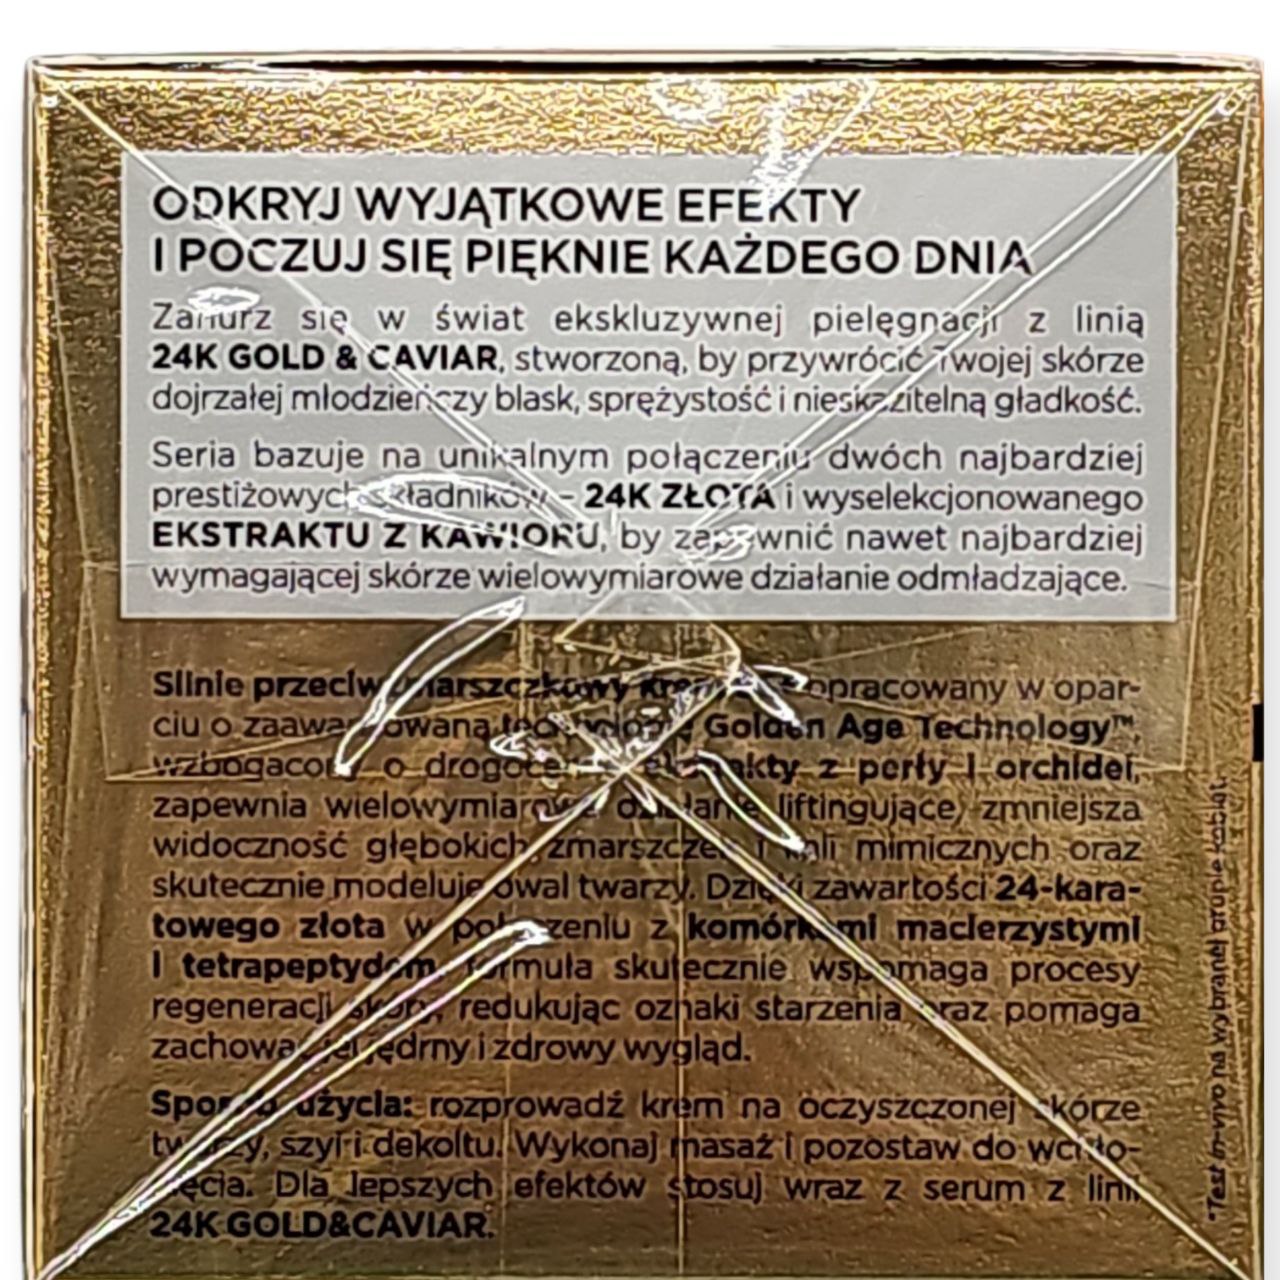 ODKRYJ WYJĄTKOWE EFEKTY
I POCZUJ SIĘ PIĘKNIE KAŻDEGO DNIA
Zanurz się w świat ekskluzywnej pielęgnacji z linią
24K GOLD & CAVIAR, stworzoną, by przywrócić Twojej skórze
dojrzałej młodzieńczy blask, sprężystość i nieskazitelną gładkość.
Seria bazuje na unikalnym połączeniu dwóch najbardziej
prestiżowych składników – 24K ZŁOTA i wyselekcjonowanego
EKSTRAKTU Z KAWIORU, by zapewnić nawet najbardziej
wymagającej skórze wielowymiarowe działanie odmładzające.
Silnie przeciwzmarszczkowy krem opracowany w opar-
ciu o zaawansowaną technologię Golden Age Technology™,
wzbogacony o drogocenne ekstrakty z perły i orchidei,
zapewnia wielowymiarowe działanie liftingujące, zmniejsza
widoczność głębokich zmarszczek i linii mimicznych oraz
skutecznie modeluje owal twarzy. Dzięki zawartości 24-kara-
towego złota w połączeniu z komórkami macierzystymi
i tetrapeptydem, formuła skutecznie wspomaga procesy
regeneracji skóry, redukując oznaki starzenia oraz pomaga
zachować jej jędrny i zdrowy wygląd.
Sposób użycia: rozprowadź krem na oczyszczonej skórze
twarzy, szyi i dekoltu. Wykonaj masaż i pozostaw do wchło-
nięcia. Dla lepszych efektów stosuj wraz z serum z linii
24K GOLD&CAVIAR.
*Test in-vivo na wybranej grupie kobiet.